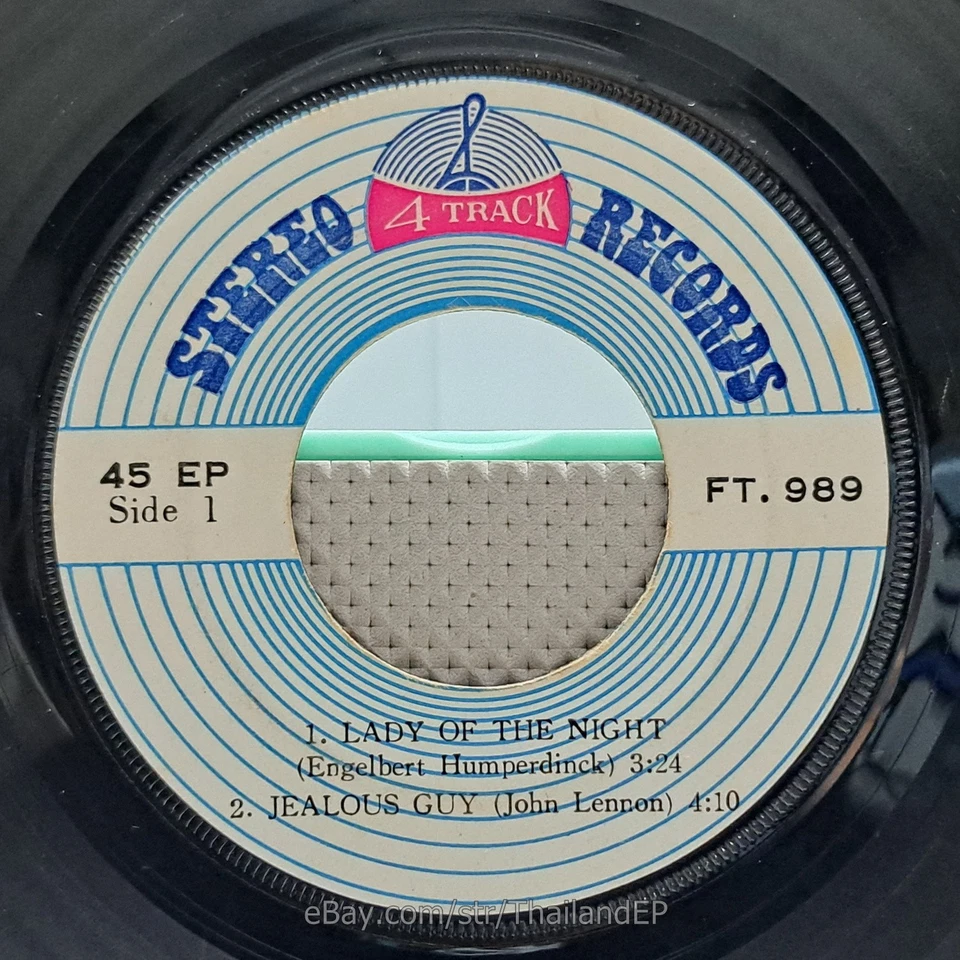 STEREO 4 TRACK RECORDS
45 EP
Side 1
FT. 989
1. LADY OF THE NIGHT
(Engelbert Humperdinck) 3:24
2. JEALOUS GUY (John Lennon) 4:10
eBay.com/str/ThailandEP